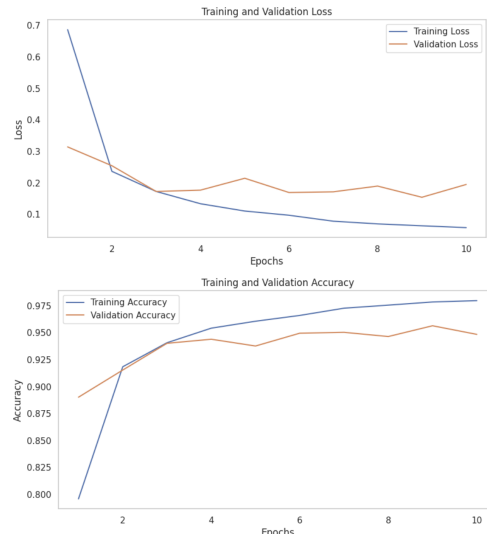 Training and Validation Loss
0.7
0.6
0.5
0.4
0.3
0.2
0.1
Loss
Training Loss
Validation Loss
2
4
6
8
10
Epochs
Training and Validation Accuracy
0.975
0.950
0.925
0.900
0.875
0.850
0.825
0.800
Accuracy
Training Accuracy
Validation Accuracy
2
4
6
8
10
Epochs